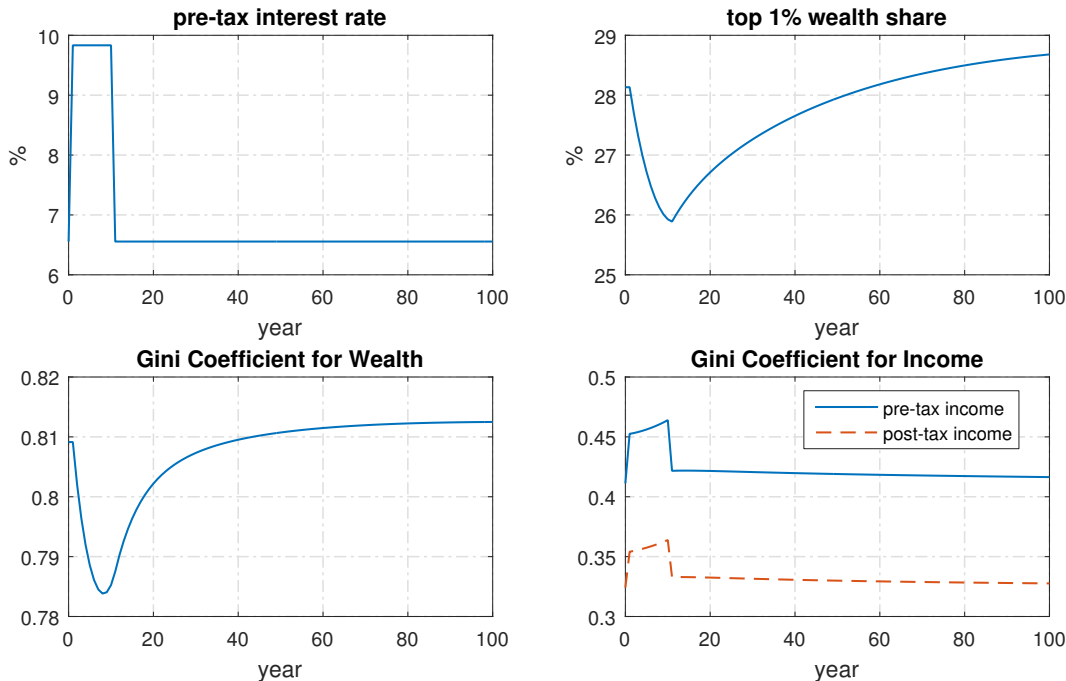 pre-tax interest rate
10
9
8
7
6
%
0 20 40 60 80 100
year
top 1% wealth share
29
28
27
26
25
%
0 20 40 60 80 100
year
Gini Coefficient for Wealth
0.82
0.81
0.8
0.79
0.78
0 20 40 60 80 100
year
Gini Coefficient for Income
0.5
0.45
0.4
0.35
0.3
pre-tax income
post-tax income
0 20 40 60 80 100
year